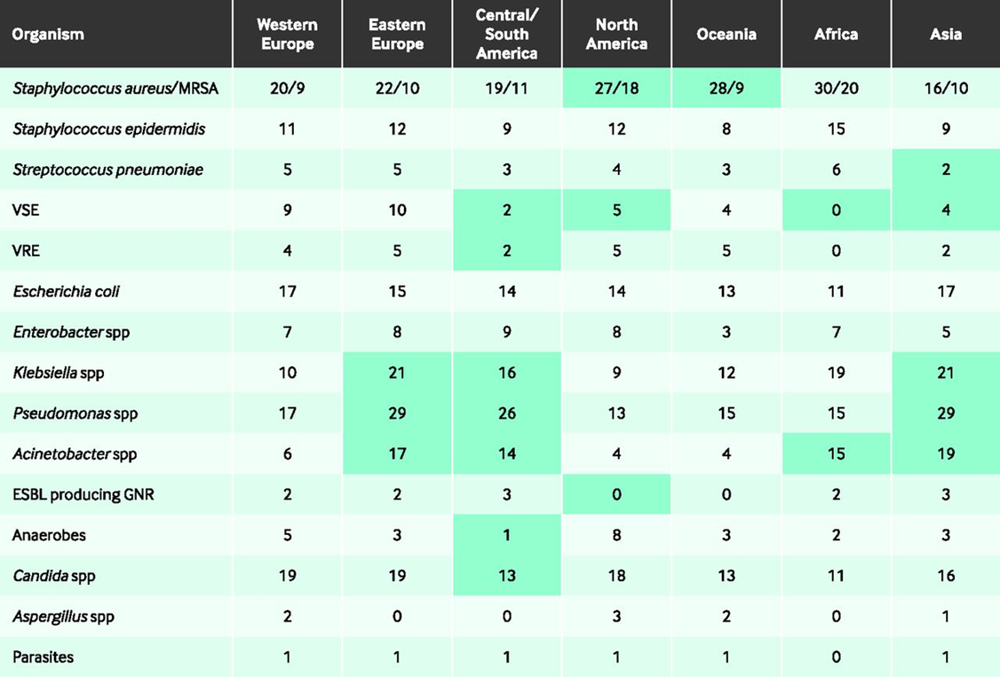 Organism Western Europe Eastern Europe Central/ South America North America Oceania Africa Asia
Staphylococcus aureus/MRSA 20/9 22/10 19/11 27/18 28/9 30/20 16/10
Staphylococcus epidermidis 11 12 9 12 8 15 9
Streptococcus pneumoniae 5 5 3 4 3 6 2
VSE 9 10 2 5 4 0 4
VRE 4 5 2 5 5 0 2
Escherichia coli 17 15 14 14 13 11 17
Enterobacter spp 7 8 9 8 3 7 5
Klebsiella spp 10 21 16 9 12 19 21
Pseudomonas spp 17 29 26 13 15 15 29
Acinetobacter spp 6 17 14 4 4 15 19
ESBL producing GNR 2 2 3 0 0 2 3
Anaerobes 5 3 1 8 3 2 3
Candida spp 19 19 13 18 13 11 16
Aspergillus spp 2 0 0 3 2 0 1
Parasites 1 1 1 1 1 0 1